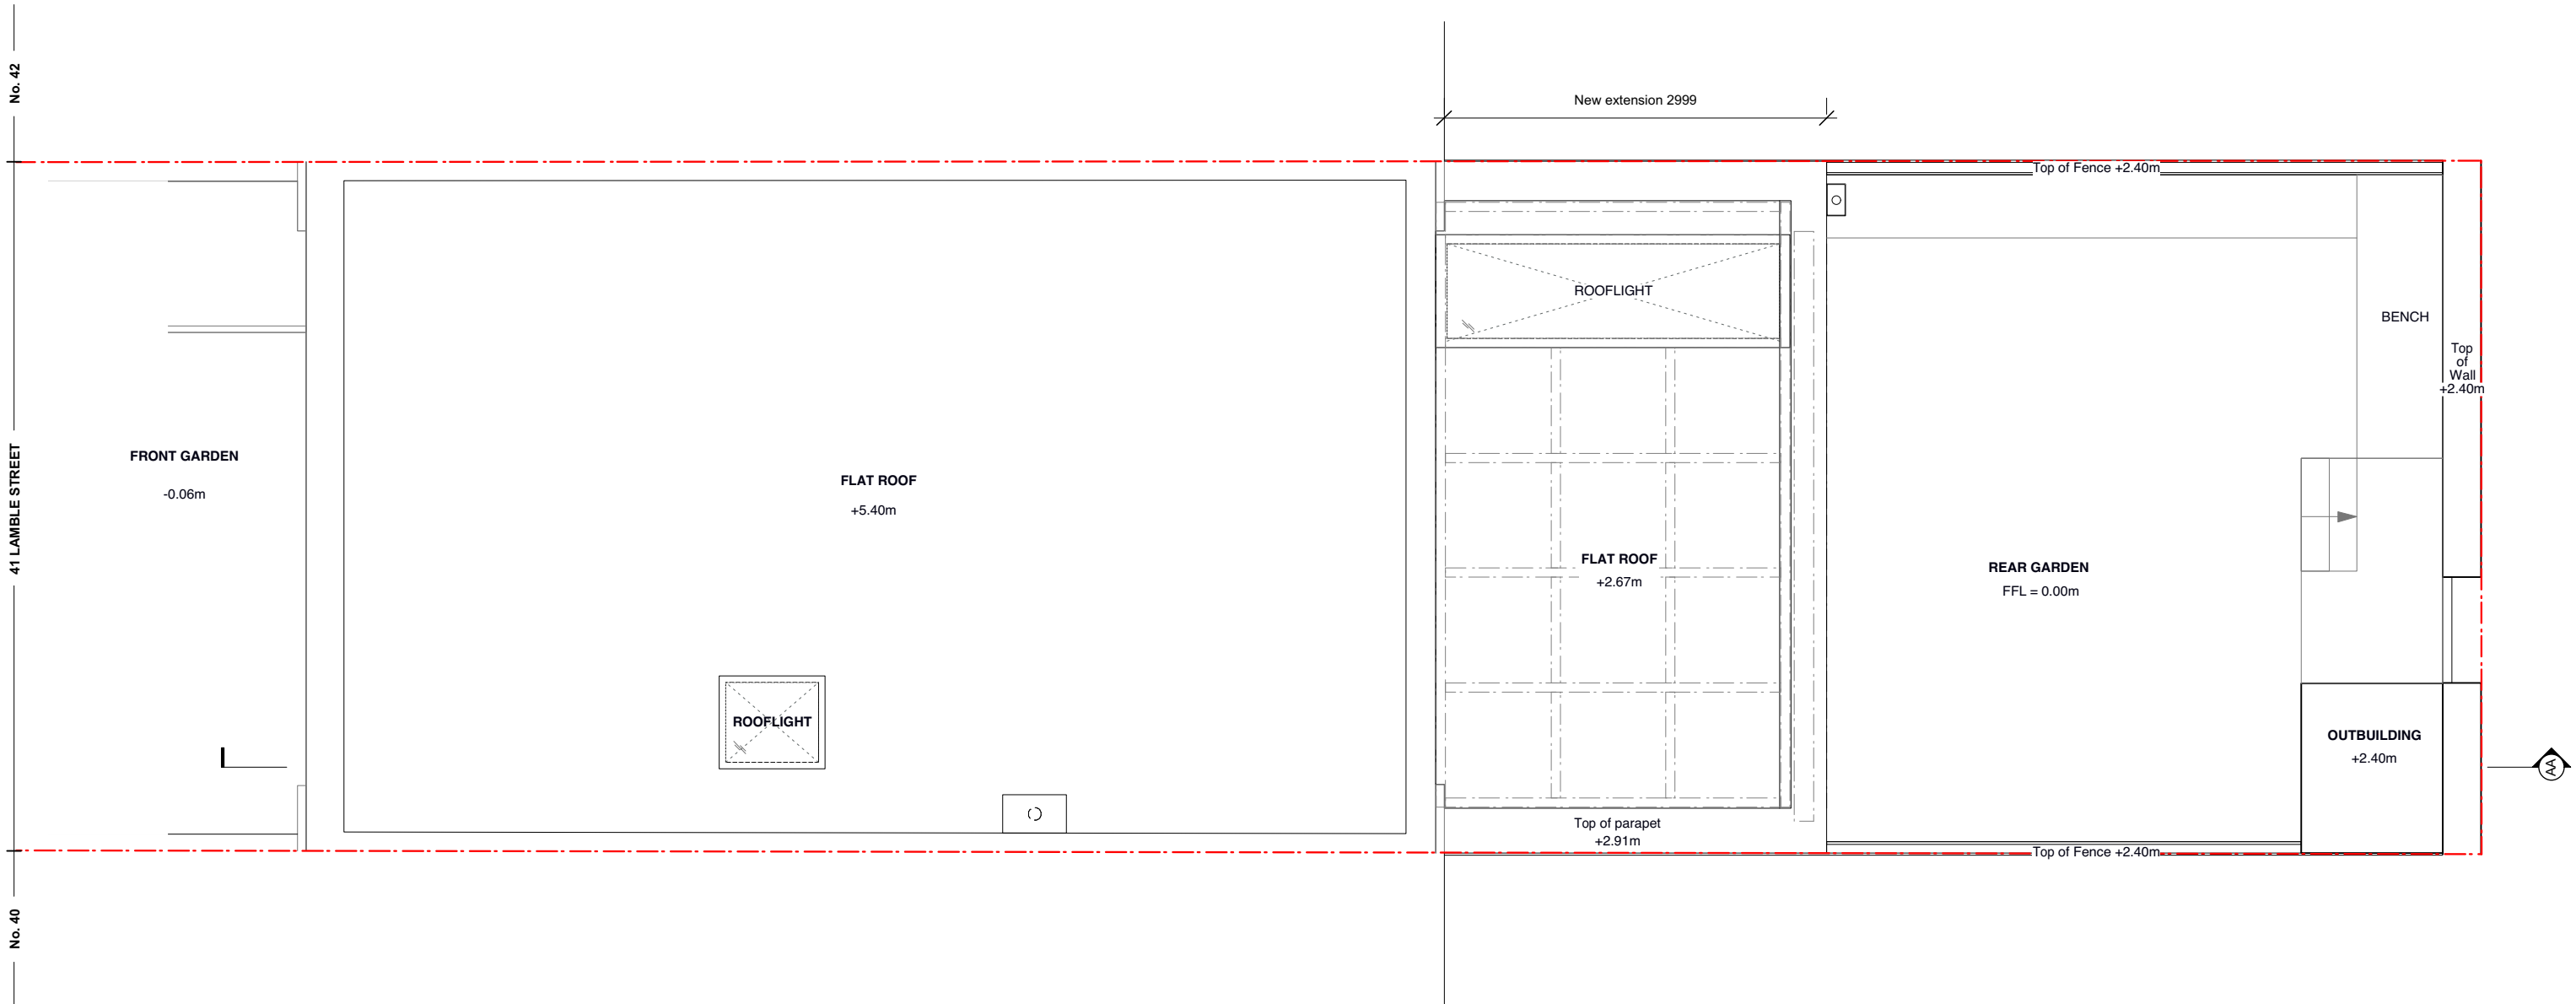 No. 42
41 LAMBLE STREET
No. 40
FRONT GARDEN
-0.06m
FLAT ROOF
+5.40m
ROOFLIGHT
New extension 2999
ROOFLIGHT
FLAT ROOF
+2.67m
Top of parapet
+2.91m
Top of Fence +2.40m
BENCH
Top
of
Wall
+2.40m
REAR GARDEN
FFL = 0.00m
OUTBUILDING
+2.40m
Top of Fence +2.40m
AA